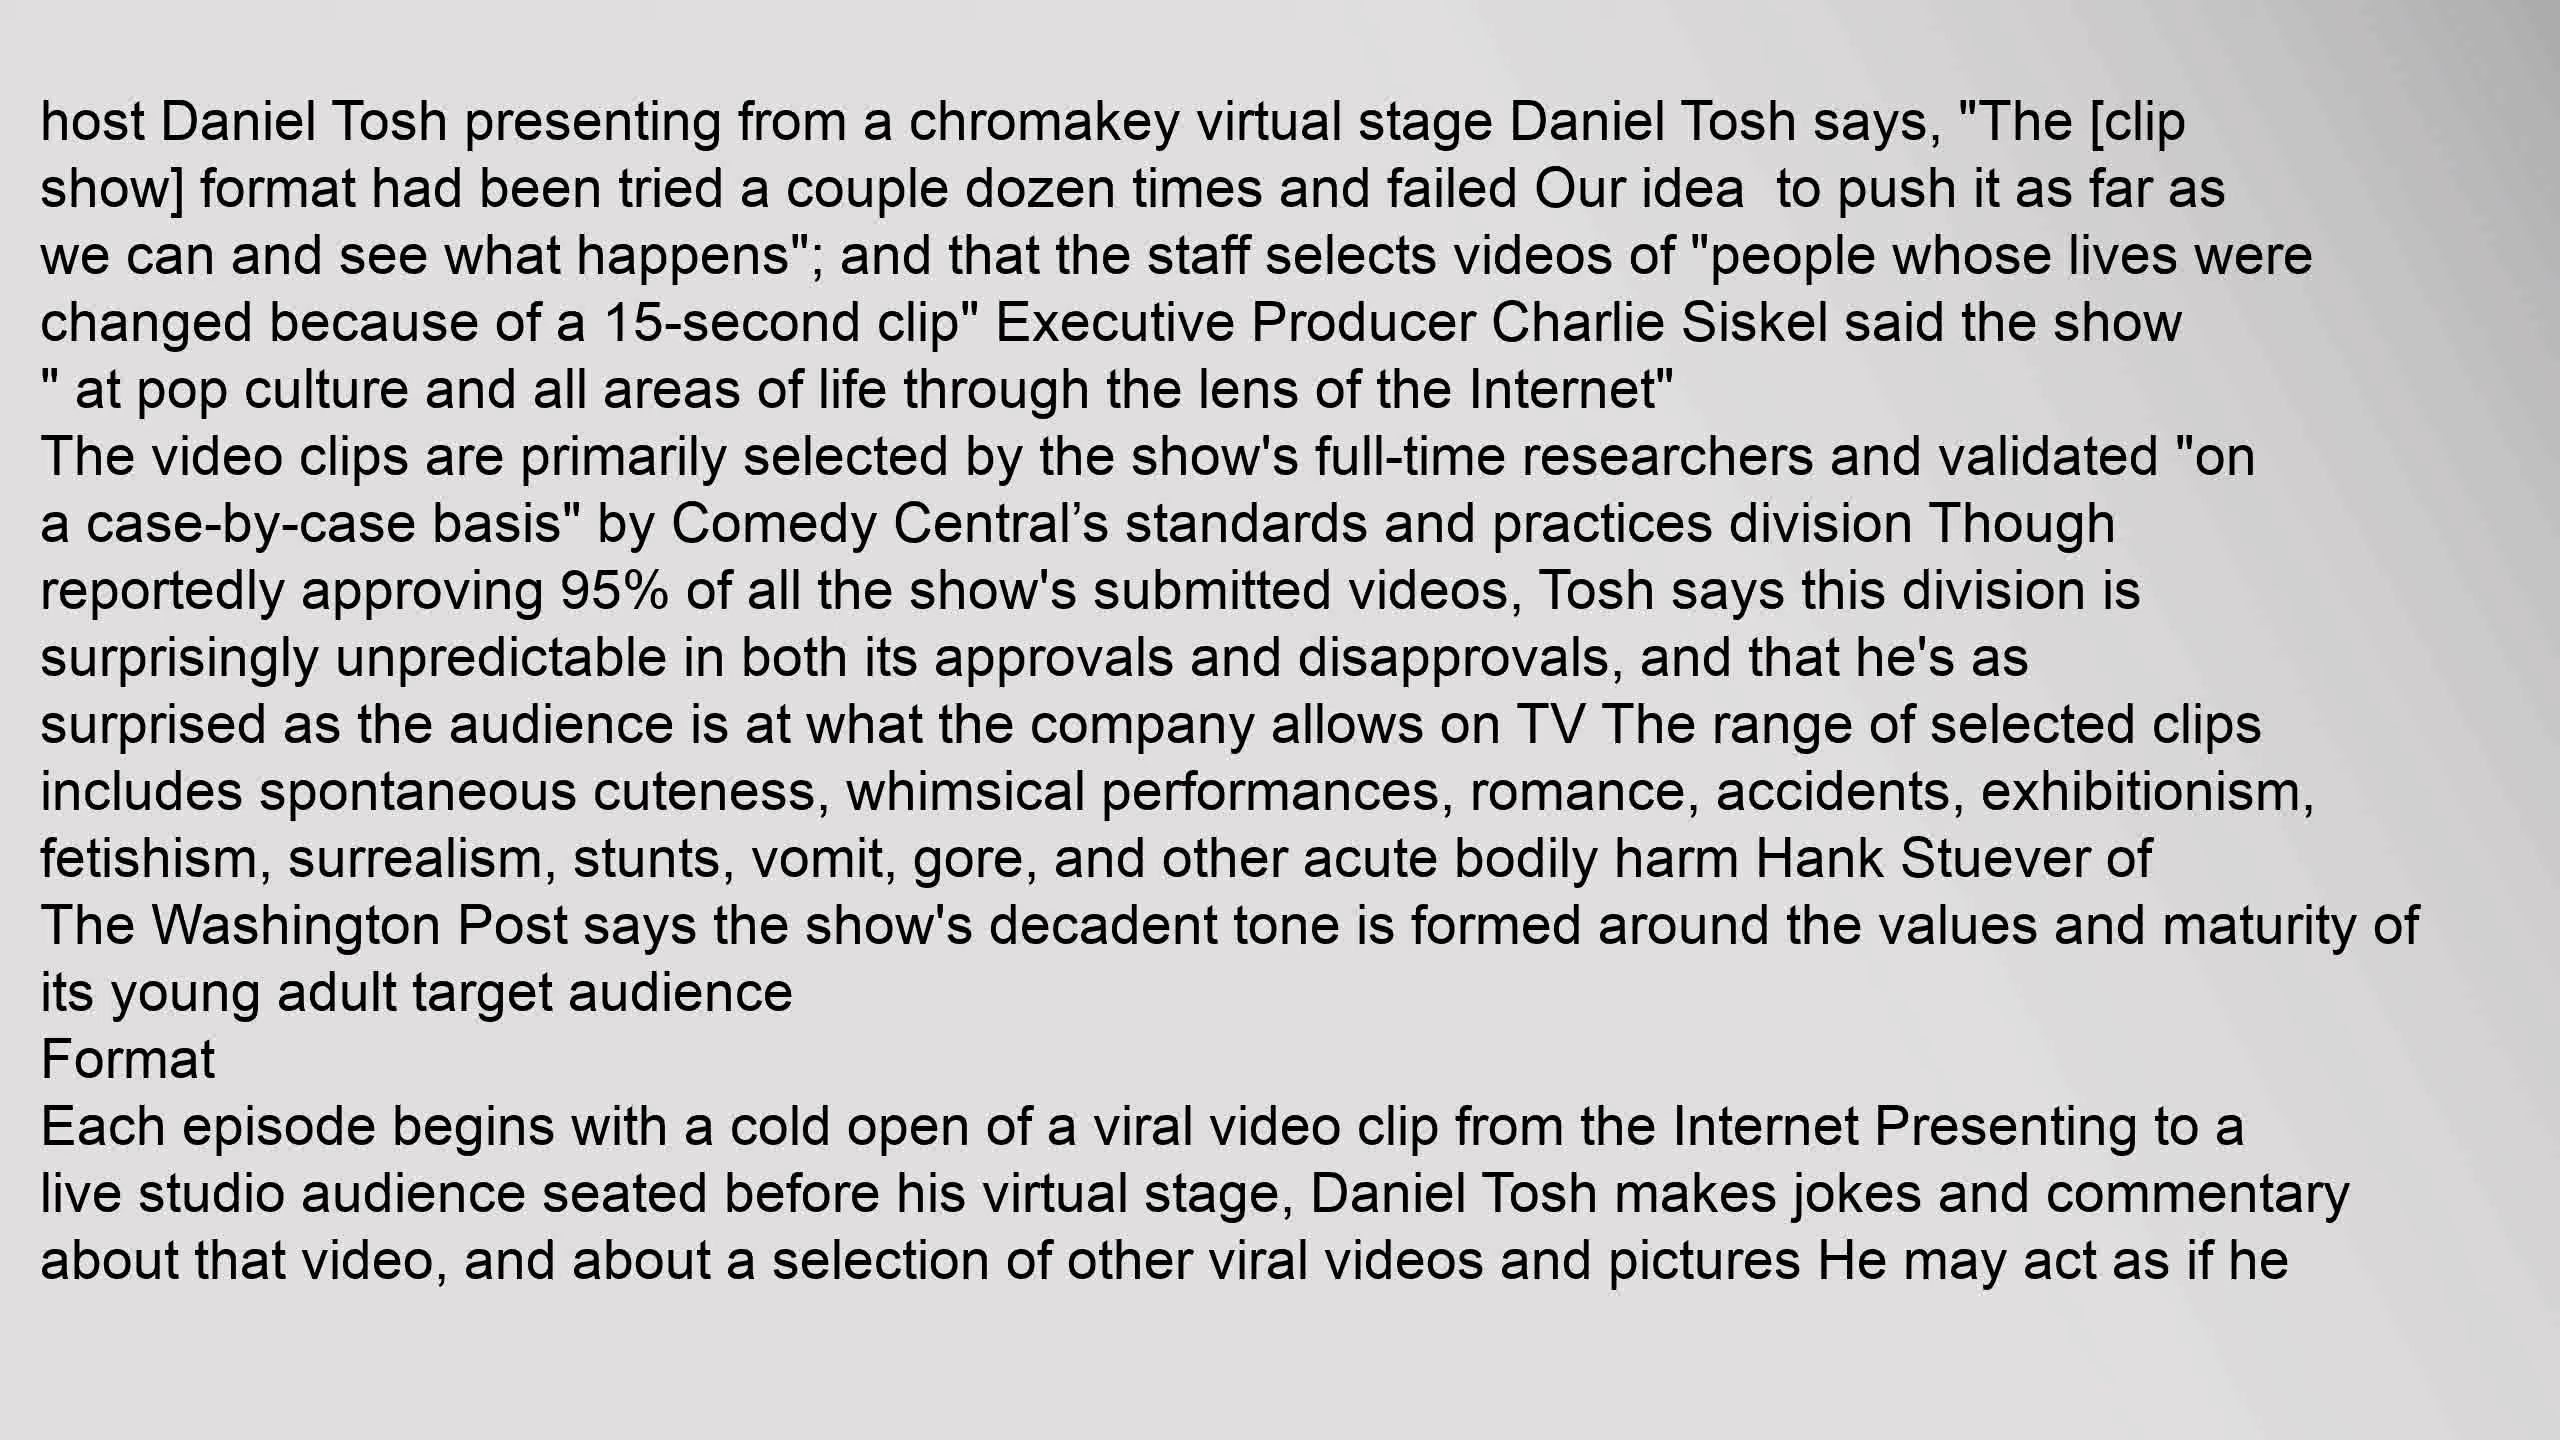 host Daniel Tosh presenting from a chromakey virtual stage Daniel Tosh says, "The [clip
show] format had been tried a couple dozen times and failed Our idea  to push it as far as
we can and see what happens"; and that the staff selects videos of "people whose lives were
changed because of a 15-second clip" Executive Producer Charlie Siskel said the show
" at pop culture and all areas of life through the lens of the Internet"
The video clips are primarily selected by the show's full-time researchers and validated "on
a case-by-case basis" by Comedy Central’s standards and practices division Though
reportedly approving 95% of all the show's submitted videos, Tosh says this division is
surprisingly unpredictable in both its approvals and disapprovals, and that he's as
surprised as the audience is at what the company allows on TV The range of selected clips
includes spontaneous cuteness, whimsical performances, romance, accidents, exhibitionism,
fetishism, surrealism, stunts, vomit, gore, and other acute bodily harm Hank Stuever of
The Washington Post says the show's decadent tone is formed around the values and maturity of
its young adult target audience
Format
Each episode begins with a cold open of a viral video clip from the Internet Presenting to a
live studio audience seated before his virtual stage, Daniel Tosh makes jokes and commentary
about that video, and about a selection of other viral videos and pictures He may act as if he